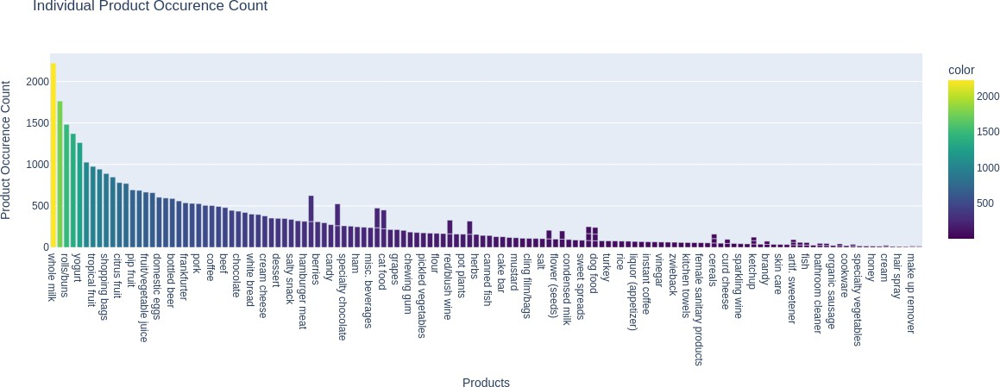 Individual Product Occurence Count
Product Occurence Count
2000
1500
1000
500
0
whole milk
rolls/buns
yogurt
tropical fruit
shopping bags
citrus fruit
pip fruit
fruit/vegetable juice
domestic eggs
bottled beer
frankfurter
pork
coffee
beef
chocolate
white bread
cream cheese
dessert
salty snack
hamburger meat
berries
candy
specialty chocolate
ham
misc. beverages
cat food
grapes
chewing gum
pickled vegetables
flour
red/blush wine
pot plants
herbs
canned fish
cake bar
mustard
cling film/bags
salt
flower (seeds)
condensed milk
sweet spreads
dog food
turkey
rice
liquor (appetizer)
instant coffee
vinegar
zwieback
kitchen towels
female sanitary products
cereals
curd cheese
sparkling wine
ketchup
brandy
skin care
artif. sweetener
fish
bathroom cleaner
organic sausage
cookware
specialty vegetables
honey
cream
hair spray
make up remover
Products
color
2000
1500
1000
500